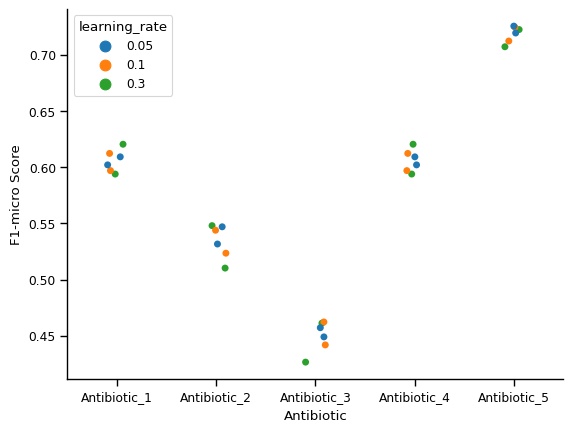 learning_rate
0.05
0.1
0.3
0.70
0.65
0.60
0.55
0.50
0.45
F1-micro Score
Antibiotic_1 Antibiotic_2 Antibiotic_3 Antibiotic_4 Antibiotic_5
Antibiotic